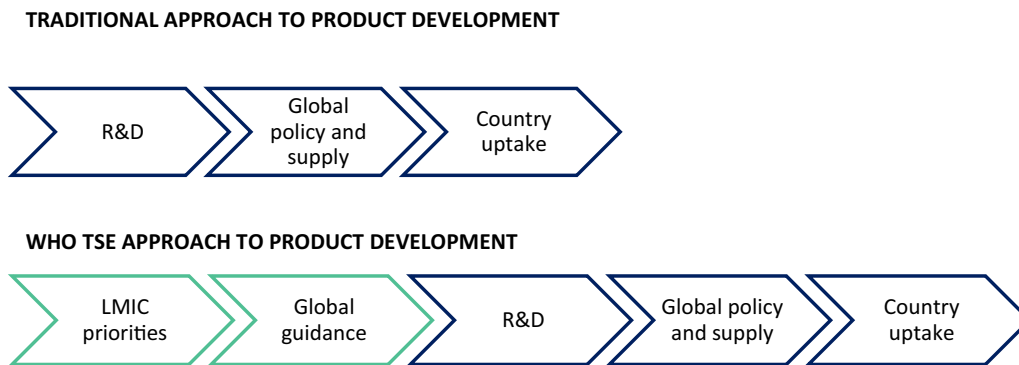 TRADITIONAL APPROACH TO PRODUCT DEVELOPMENT
R&D
Global
policy and
supply
Country
uptake
WHO TSE APPROACH TO PRODUCT DEVELOPMENT
LMIC
priorities
Global
guidance
R&D
Global policy
and supply
Country
uptake